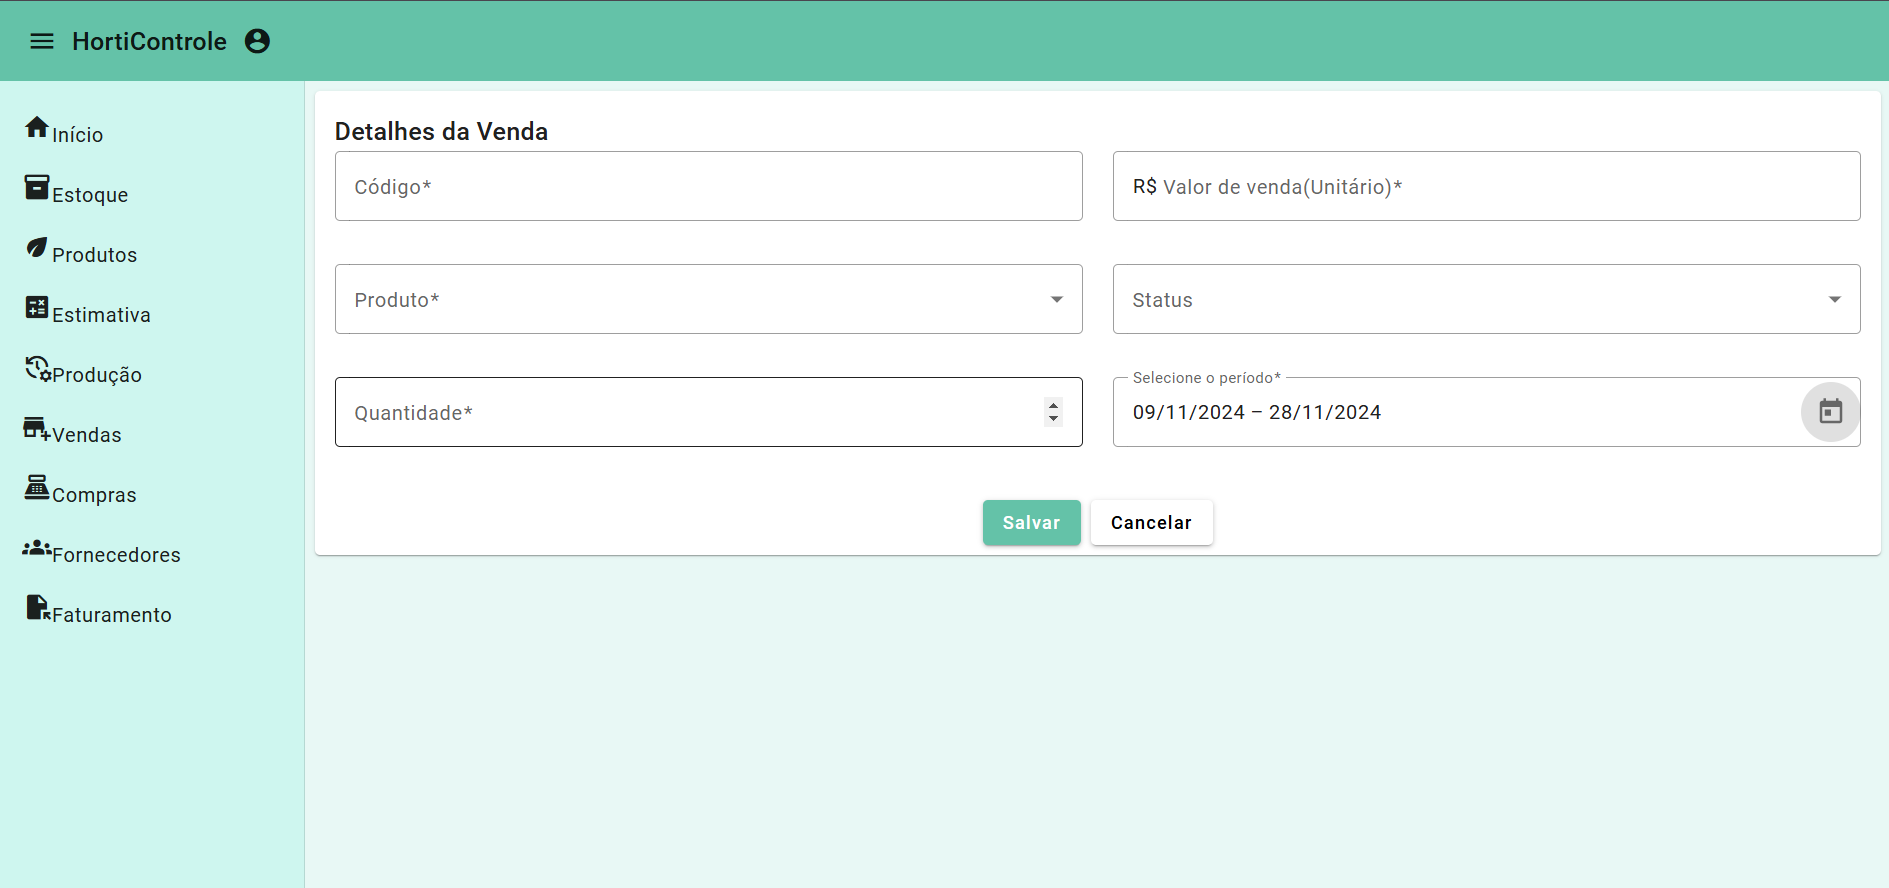 HortiControle
Início
Estoque
Produtos
Estimativa
Produção
Vendas
Compras
Fornecedores
Faturamento
Detalhes da Venda
Código*
R$ Valor de venda(Unitário)*
Produto*
Status
Quantidade*
Selecione o período*
09/11/2024 – 28/11/2024
Salvar
Cancelar